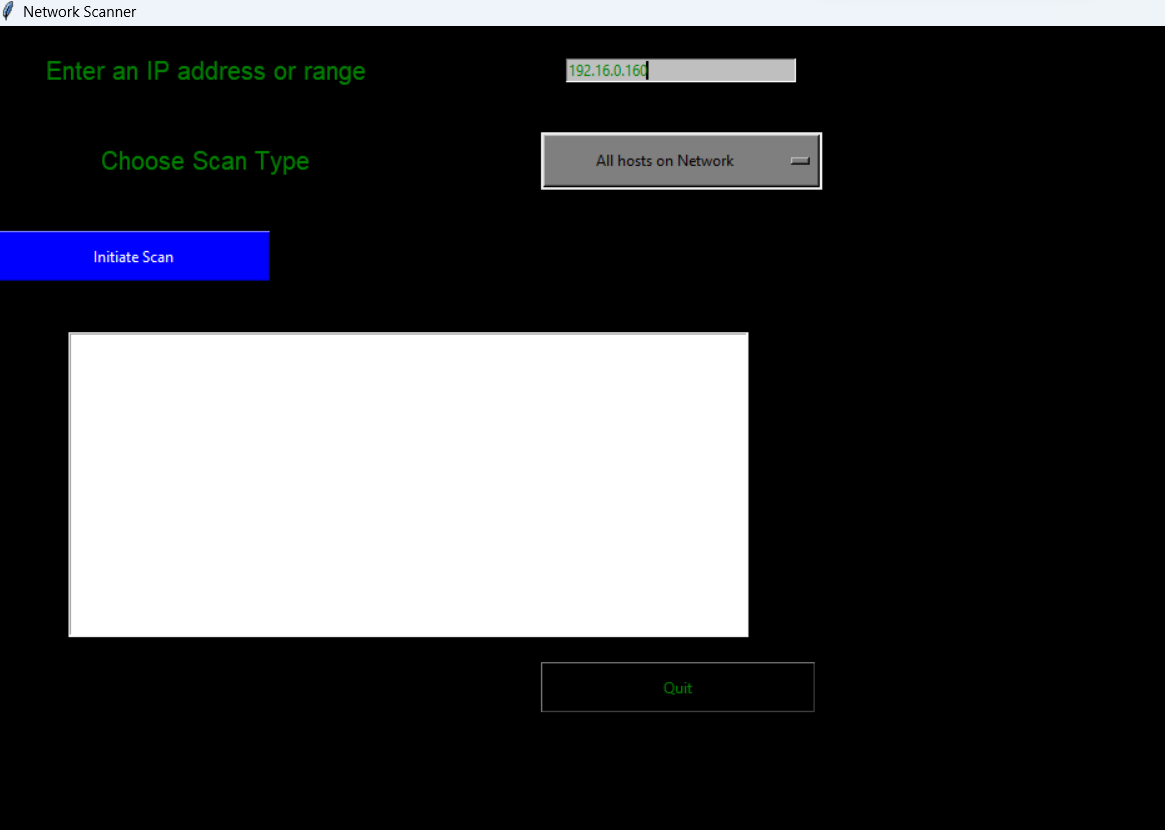 Network Scanner
Enter an IP address or range
192.16.0.160
Choose Scan Type
All hosts on Network
Initiate Scan
Quit